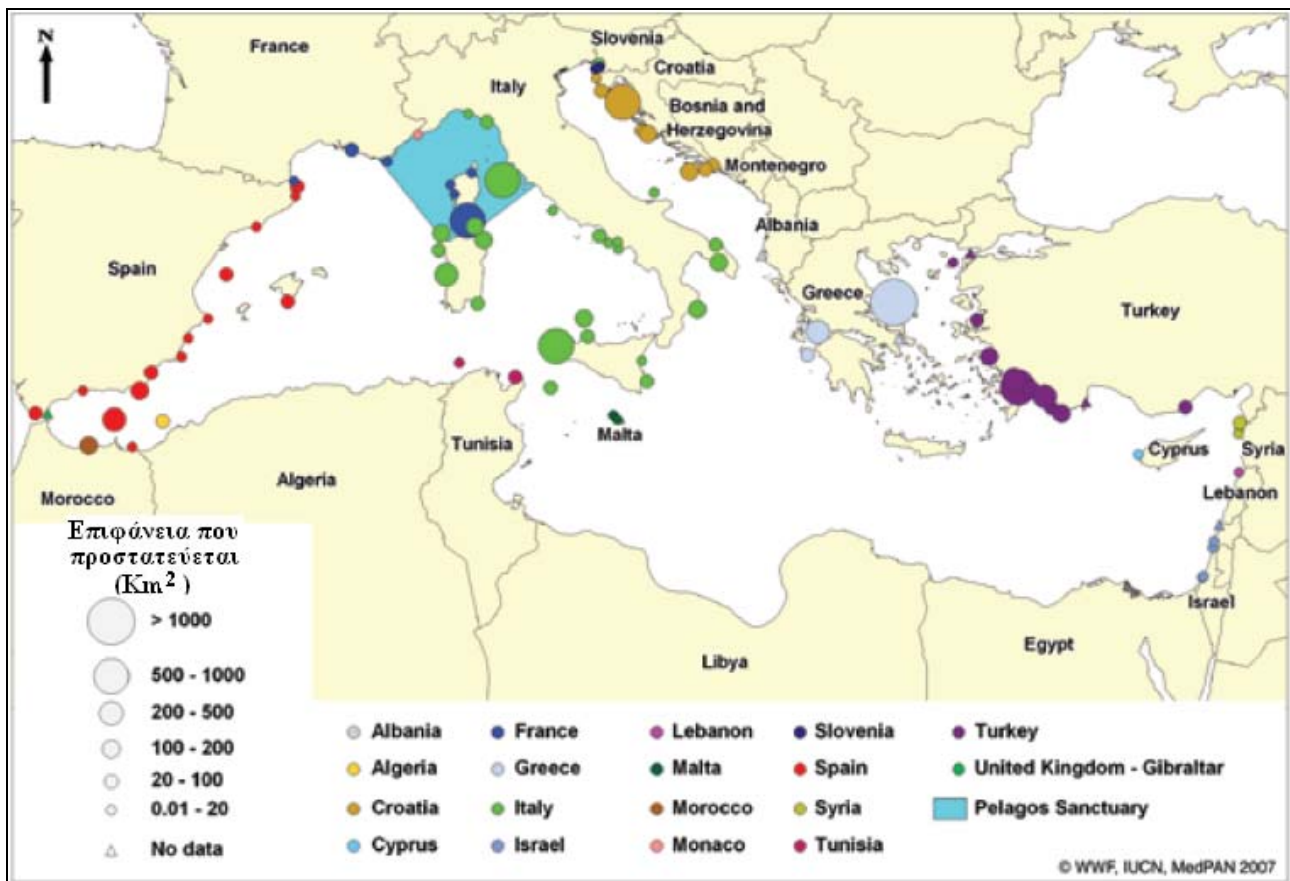 N
France
Slovenia
Croatia
Italy
Bosnia and
Herzegovina
Montenegro
Albania
Spain
Greece
Turkey
Malta
Tunisia
Cyprus
Syria
Algeria
Morocco
Lebanon
Israel
Libya
Egypt
Επιφάνεια που
προστατεύεται
(Km²)
> 1000
500 - 1000
200 - 500
100 - 200
20 - 100
0.01 - 20
No data
Albania
Algeria
Croatia
Cyprus
France
Greece
Italy
Israel
Lebanon
Malta
Morocco
Monaco
Slovenia
Spain
Syria
Tunisia
Turkey
United Kingdom - Gibraltar
Pelagos Sanctuary
© WWF, IUCN, MedPAN 2007